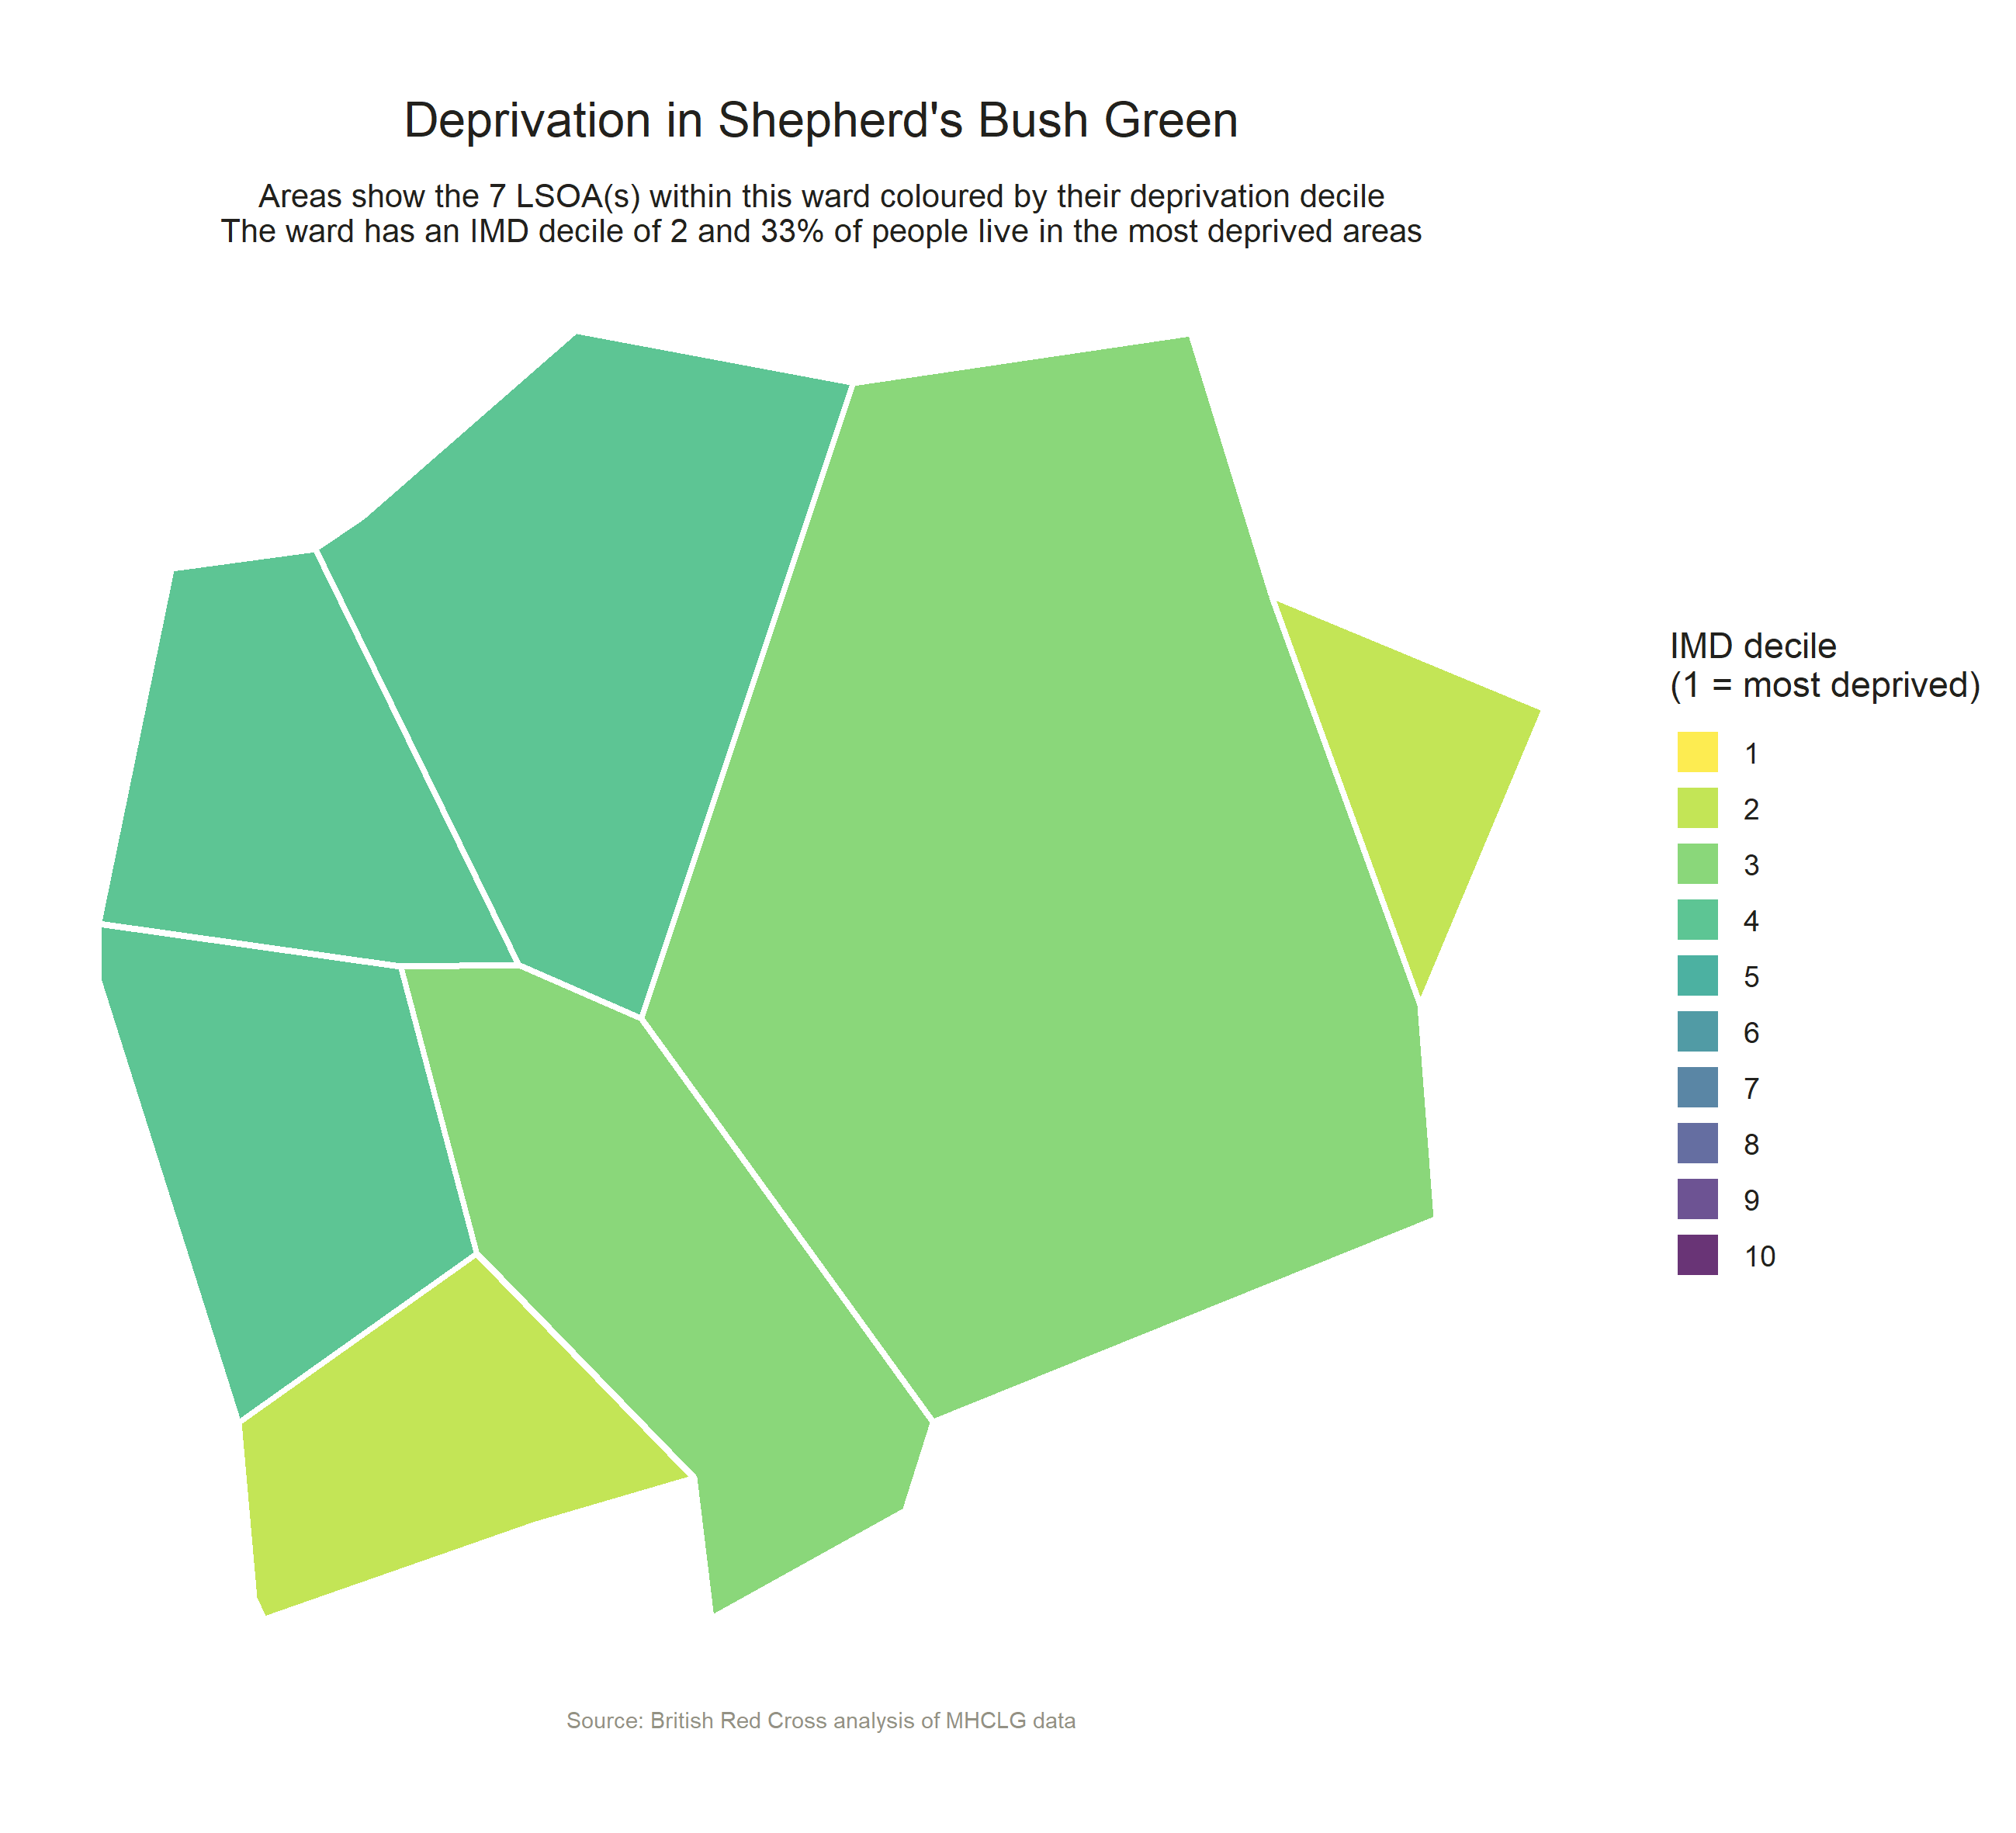 Deprivation in Shepherd's Bush Green
Areas show the 7 LSOA(s) within this ward coloured by their deprivation decile
The ward has an IMD decile of 2 and 33% of people live in the most deprived areas
IMD decile
(1 = most deprived)
1
2
3
4
5
6
7
8
9
10
Source: British Red Cross analysis of MHCLG data